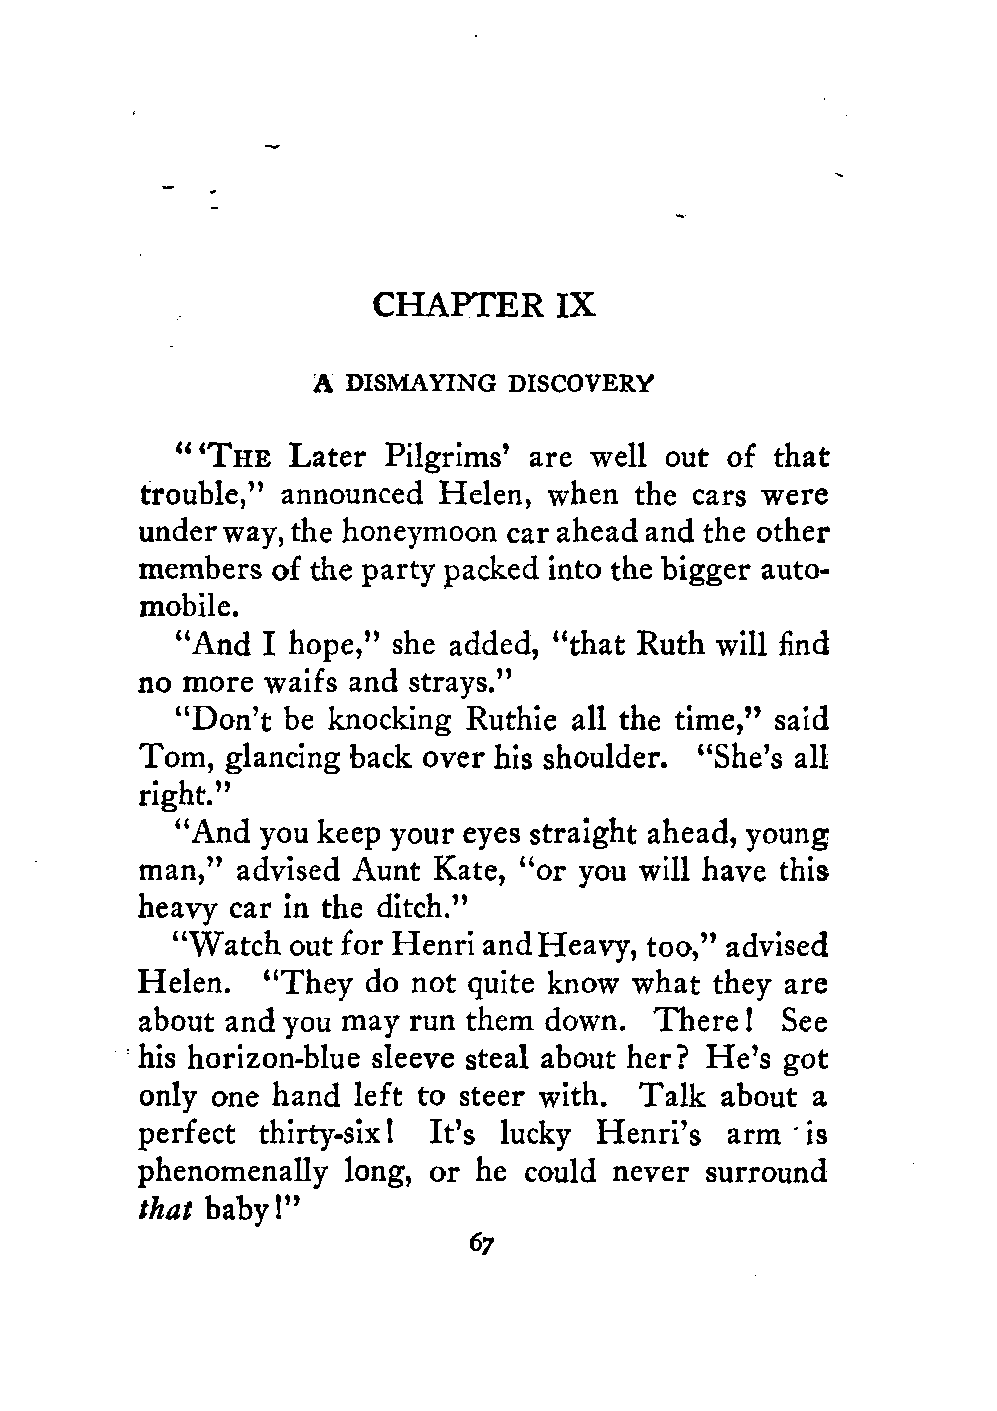 CHAPTER IX
A DISMAYING DISCOVERY
"'THE Later Pilgrims' are well out of that
trouble," announced Helen, when the cars were
under way, the honeymoon car ahead and the other
members of the party packed into the bigger auto-
mobile.
"And I hope," she added, "that Ruth will find
no more waifs and strays."
"Don't be knocking Ruthie all the time," said
Tom, glancing back over his shoulder. "She's all
right."
"And you keep your eyes straight ahead, young
man," advised Aunt Kate, "or you will have this
heavy car in the ditch."
"Watch out for Henri and Heavy, too," advised
Helen. "They do not quite know what they are
about and you may run them down. There! See
his horizon-blue sleeve steal about her? He's got
only one hand left to steer with. Talk about a
perfect thirty-six! It's lucky Henri's arm is
phenomenally long, or he could never surround
that baby!"
67